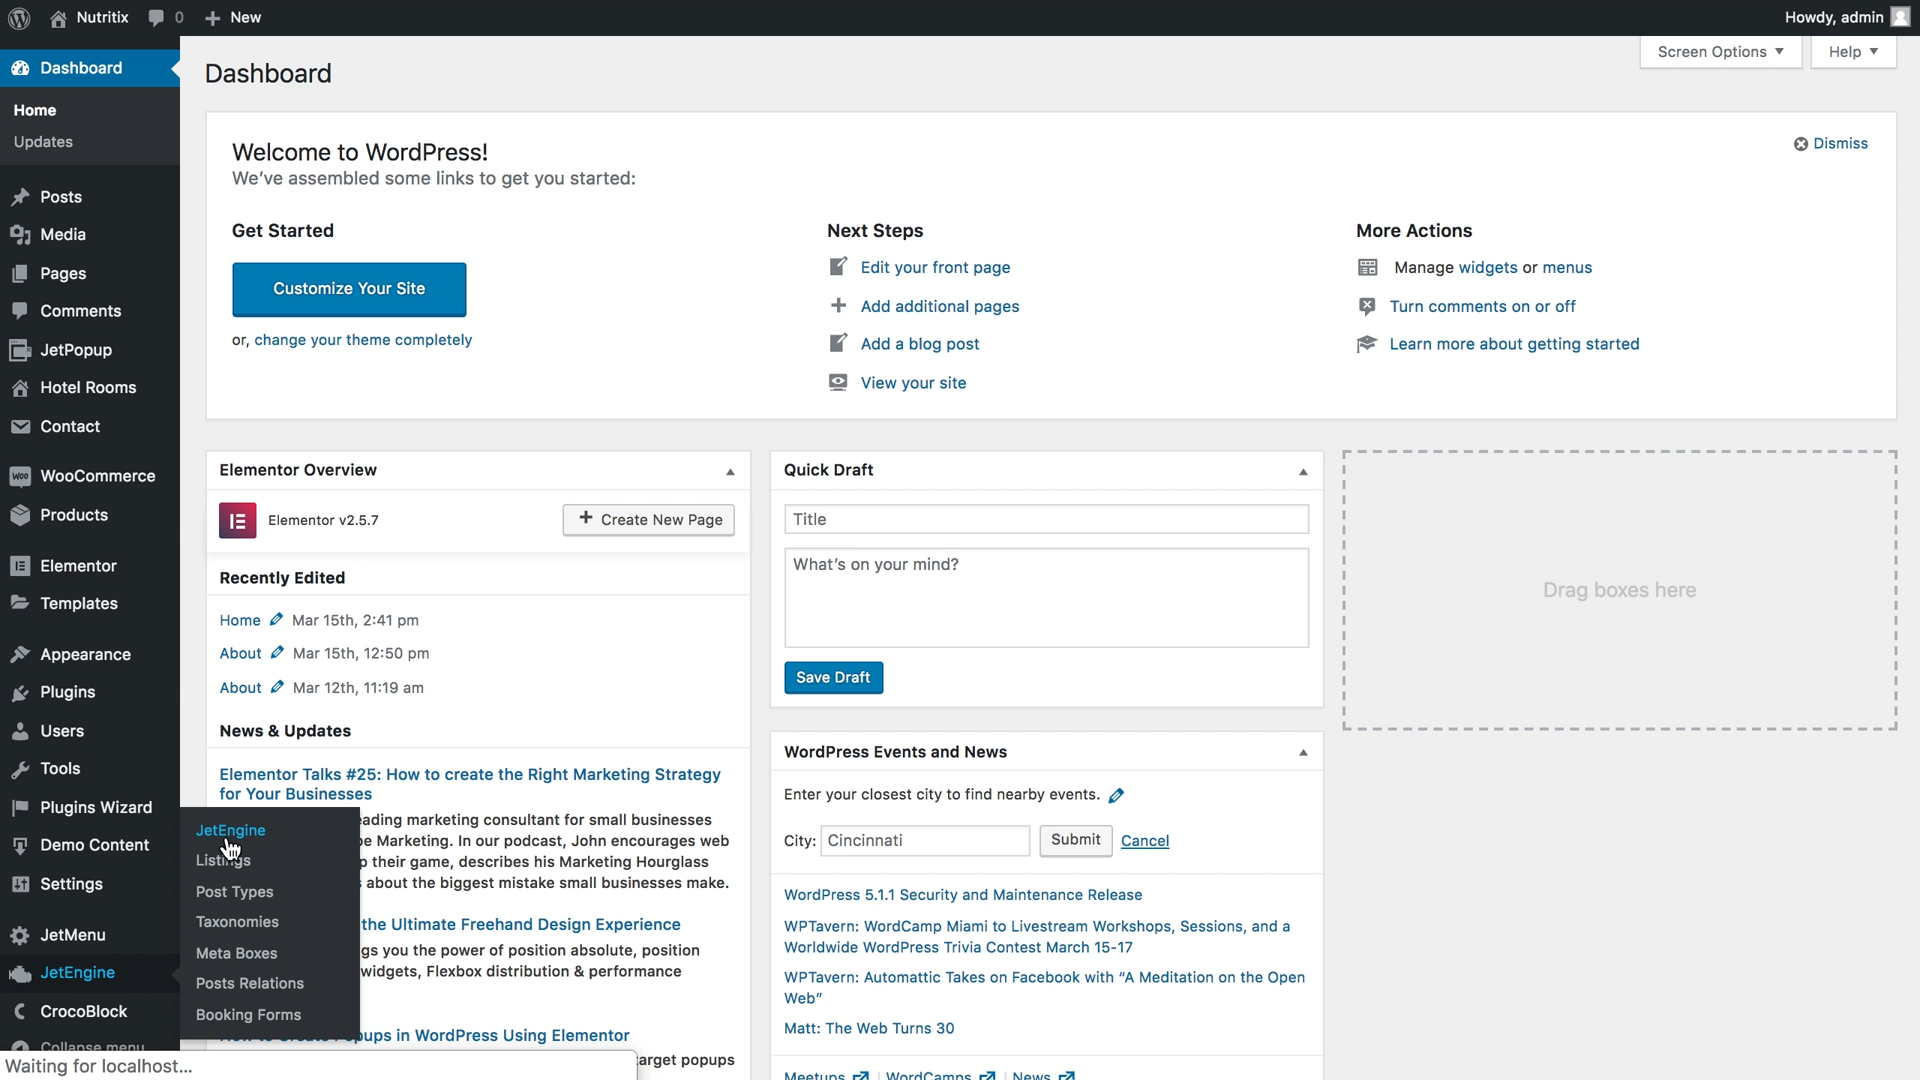 Nutritix
0
New
Howdy, admin
Screen Options
Help
Dashboard
Home
Updates
Posts
Media
Pages
Comments
JetPopup
Hotel Rooms
Contact
WooCommerce
Products
Elementor
Templates
Appearance
Plugins
Users
Tools
Plugins Wizard
Demo Content
Settings
JetMenu
JetEngine
CrocoBlock
Collapse menu
JetEngine
Listings
Post Types
Taxonomies
Meta Boxes
Posts Relations
Booking Forms
Dashboard
Welcome to WordPress!
We've assembled some links to get you started:
Dismiss
Get Started
Customize Your Site
or, change your theme completely
Next Steps
Edit your front page
Add additional pages
Add a blog post
View your site
More Actions
Manage widgets or menus
Turn comments on or off
Learn more about getting started
Elementor Overview
Elementor v2.5.7
+ Create New Page
Recently Edited
Home Mar 15th, 2:41 pm
About Mar 15th, 12:50 pm
About Mar 12th, 11:19 am
News & Updates
Elementor Talks #25: How to create the Right Marketing Strategy
for Your Businesses
eading marketing consultant for small businesses
be Marketing. In our podcast, John encourages web
their game, describes his Marketing Hourglass
about the biggest mistake small businesses make.
the Ultimate Freehand Design Experience
gs you the power of position absolute, position
widgets, Flexbox distribution & performance
Popups in WordPress Using Elementor
target popups
Quick Draft
Title
What's on your mind?
Save Draft
WordPress Events and News
Enter your closest city to find nearby events.
City: Cincinnati Submit Cancel
WordPress 5.1.1 Security and Maintenance Release
WPTavern: WordCamp Miami to Livestream Workshops, Sessions, and a
Worldwide WordPress Trivia Contest March 15-17
WPTavern: Automattic Takes on Facebook with “A Meditation on the Open
Web”
Matt: The Web Turns 30
Meetups | WordCamps | News
Drag boxes here
Waiting for localhost...